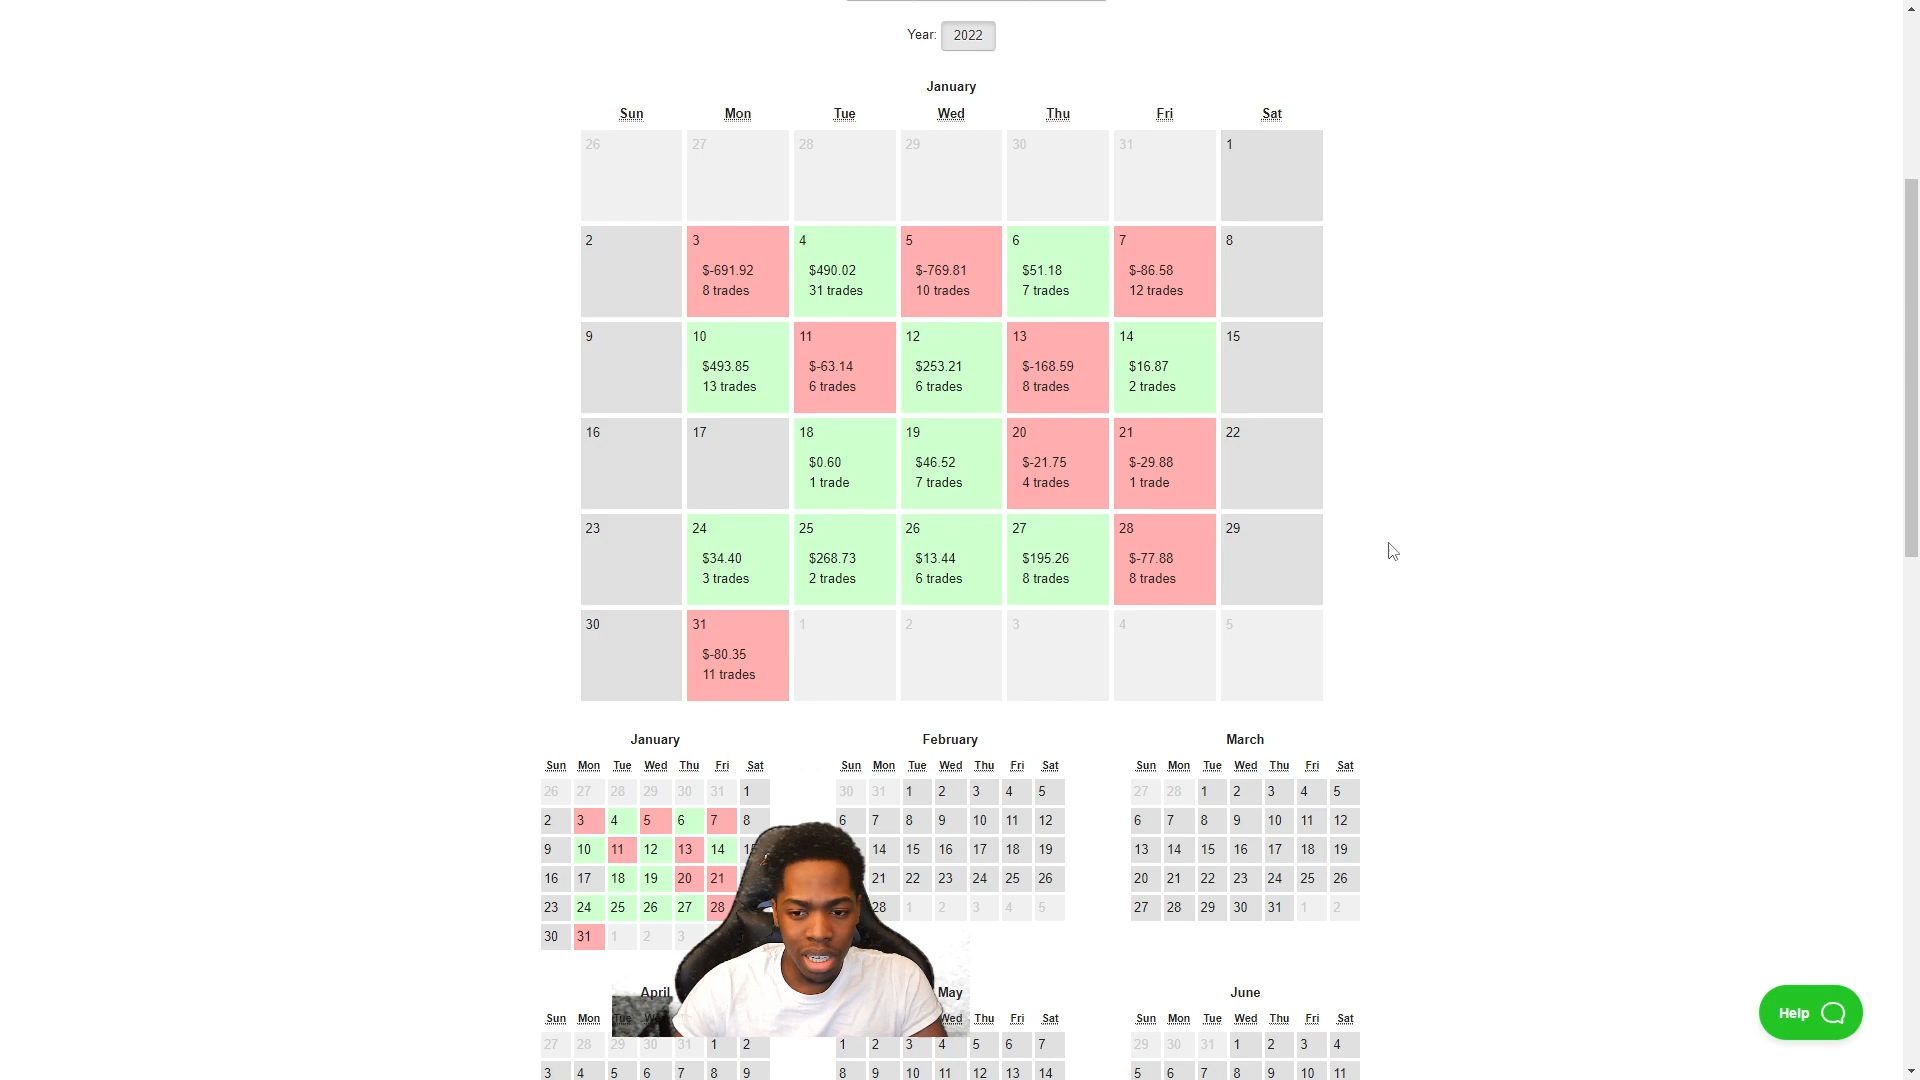 Year: 2022
January
Sun Mon Tue Wed Thu Fri Sat
26 27 28 29 30 31 1
2 3 4 5 6 7 8
$-691.92 $490.02 $-769.81 $51.18 $-86.58
8 trades 31 trades 10 trades 7 trades 12 trades
9 10 11 12 13 14 15
$493.85 $-63.14 $253.21 $-168.59 $16.87
13 trades 6 trades 6 trades 8 trades 2 trades
16 17 18 19 20 21 22
$0.60 $46.52 $-21.75 $-29.88
1 trade 7 trades 4 trades 1 trade
23 24 25 26 27 28 29
$34.40 $268.73 $13.44 $195.26 $-77.88
3 trades 2 trades 6 trades 8 trades 8 trades
30 31 1 2 3 4 5
$-80.35
11 trades
January February March
Sun Mon Tue Wed Thu Fri Sat Sun Mon Tue Wed Thu Fri Sat Sun Mon Tue Wed Thu Fri Sat
26 27 28 29 30 31 1 30 31 1 2 3 4 5 27 28 1 2 3 4 5
2 3 4 5 6 7 8 6 7 8 9 10 11 12 6 7 8 9 10 11 12
9 10 11 12 13 14 14 15 16 17 18 19 13 14 15 16 17 18 19
16 17 18 19 20 21 21 22 23 24 25 26 20 21 22 23 24 25 26
23 24 25 26 27 28 28 1 2 3 4 5 27 28 29 30 31 1 2
30 31 1 2 3
April May June
Sun Mon Tue Wed Thu Fri Sat Sun Mon Tue Wed Thu Fri Sat
27 28 29 30 31 1 2 1 2 3 4 5 6 7 29 30 31 1 2 3 4
3 4 5 6 7 8 9 8 9 10 11 12 13 14 5 6 7 8 9 10 11
Help